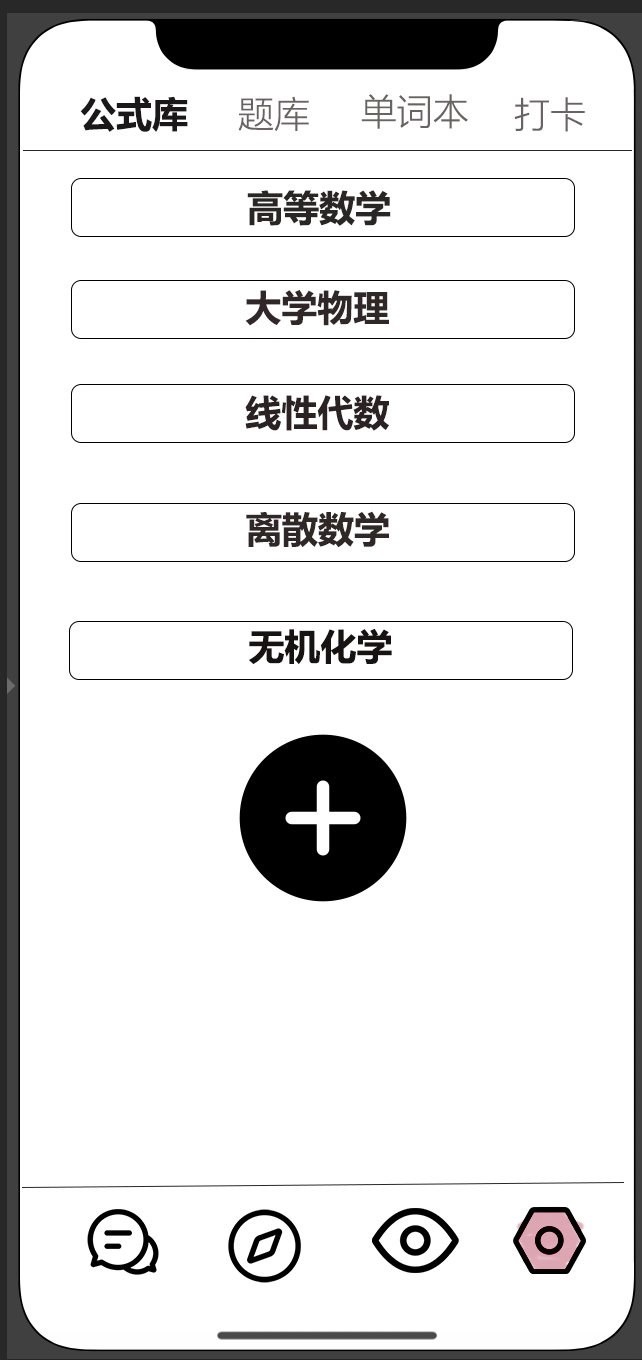 公式库 题库 单词本 打卡
高等数学
大学物理
线性代数
离散数学
无机化学